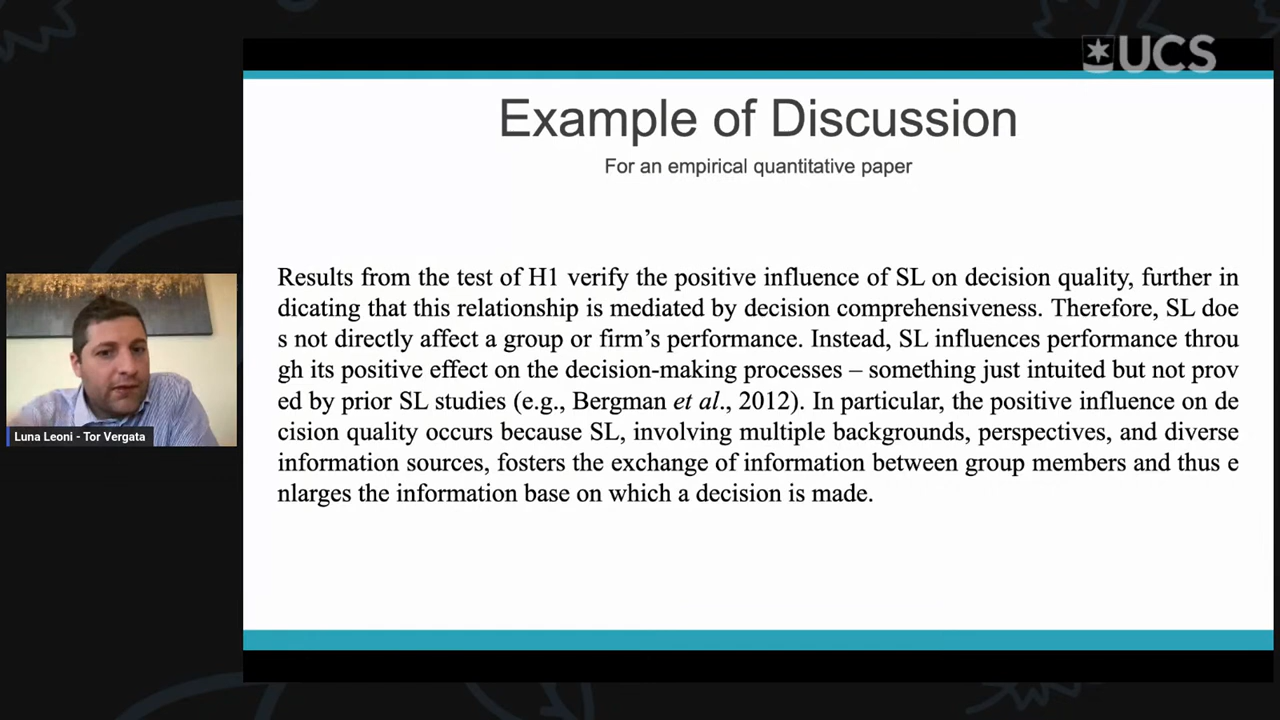 UCS
Example of Discussion
For an empirical quantitative paper
Results from the test of H1 verify the positive influence of SL on decision quality, further in
dicating that this relationship is mediated by decision comprehensiveness. Therefore, SL doe
s not directly affect a group or firm’s performance. Instead, SL influences performance throu
gh its positive effect on the decision-making processes – something just intuited but not prov
ed by prior SL studies (e.g., Bergman et al., 2012). In particular, the positive influence on de
cision quality occurs because SL, involving multiple backgrounds, perspectives, and diverse
information sources, fosters the exchange of information between group members and thus e
nlarges the information base on which a decision is made.
Luna Leoni - Tor Vergata